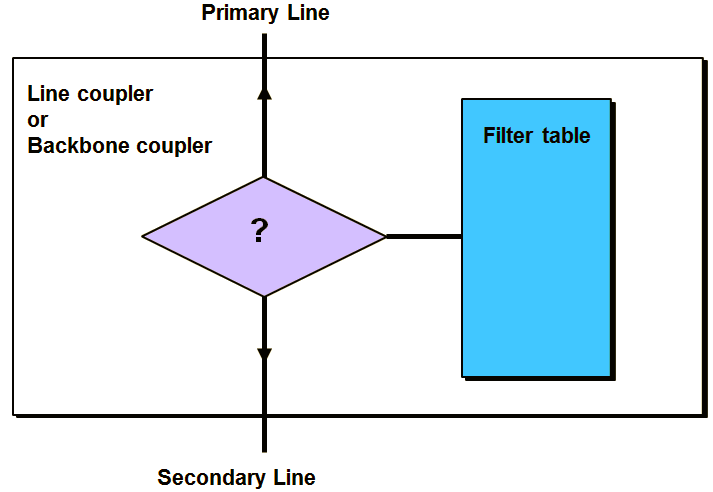 Primary Line
Line coupler
or
Backbone coupler
Filter table
?
Secondary Line